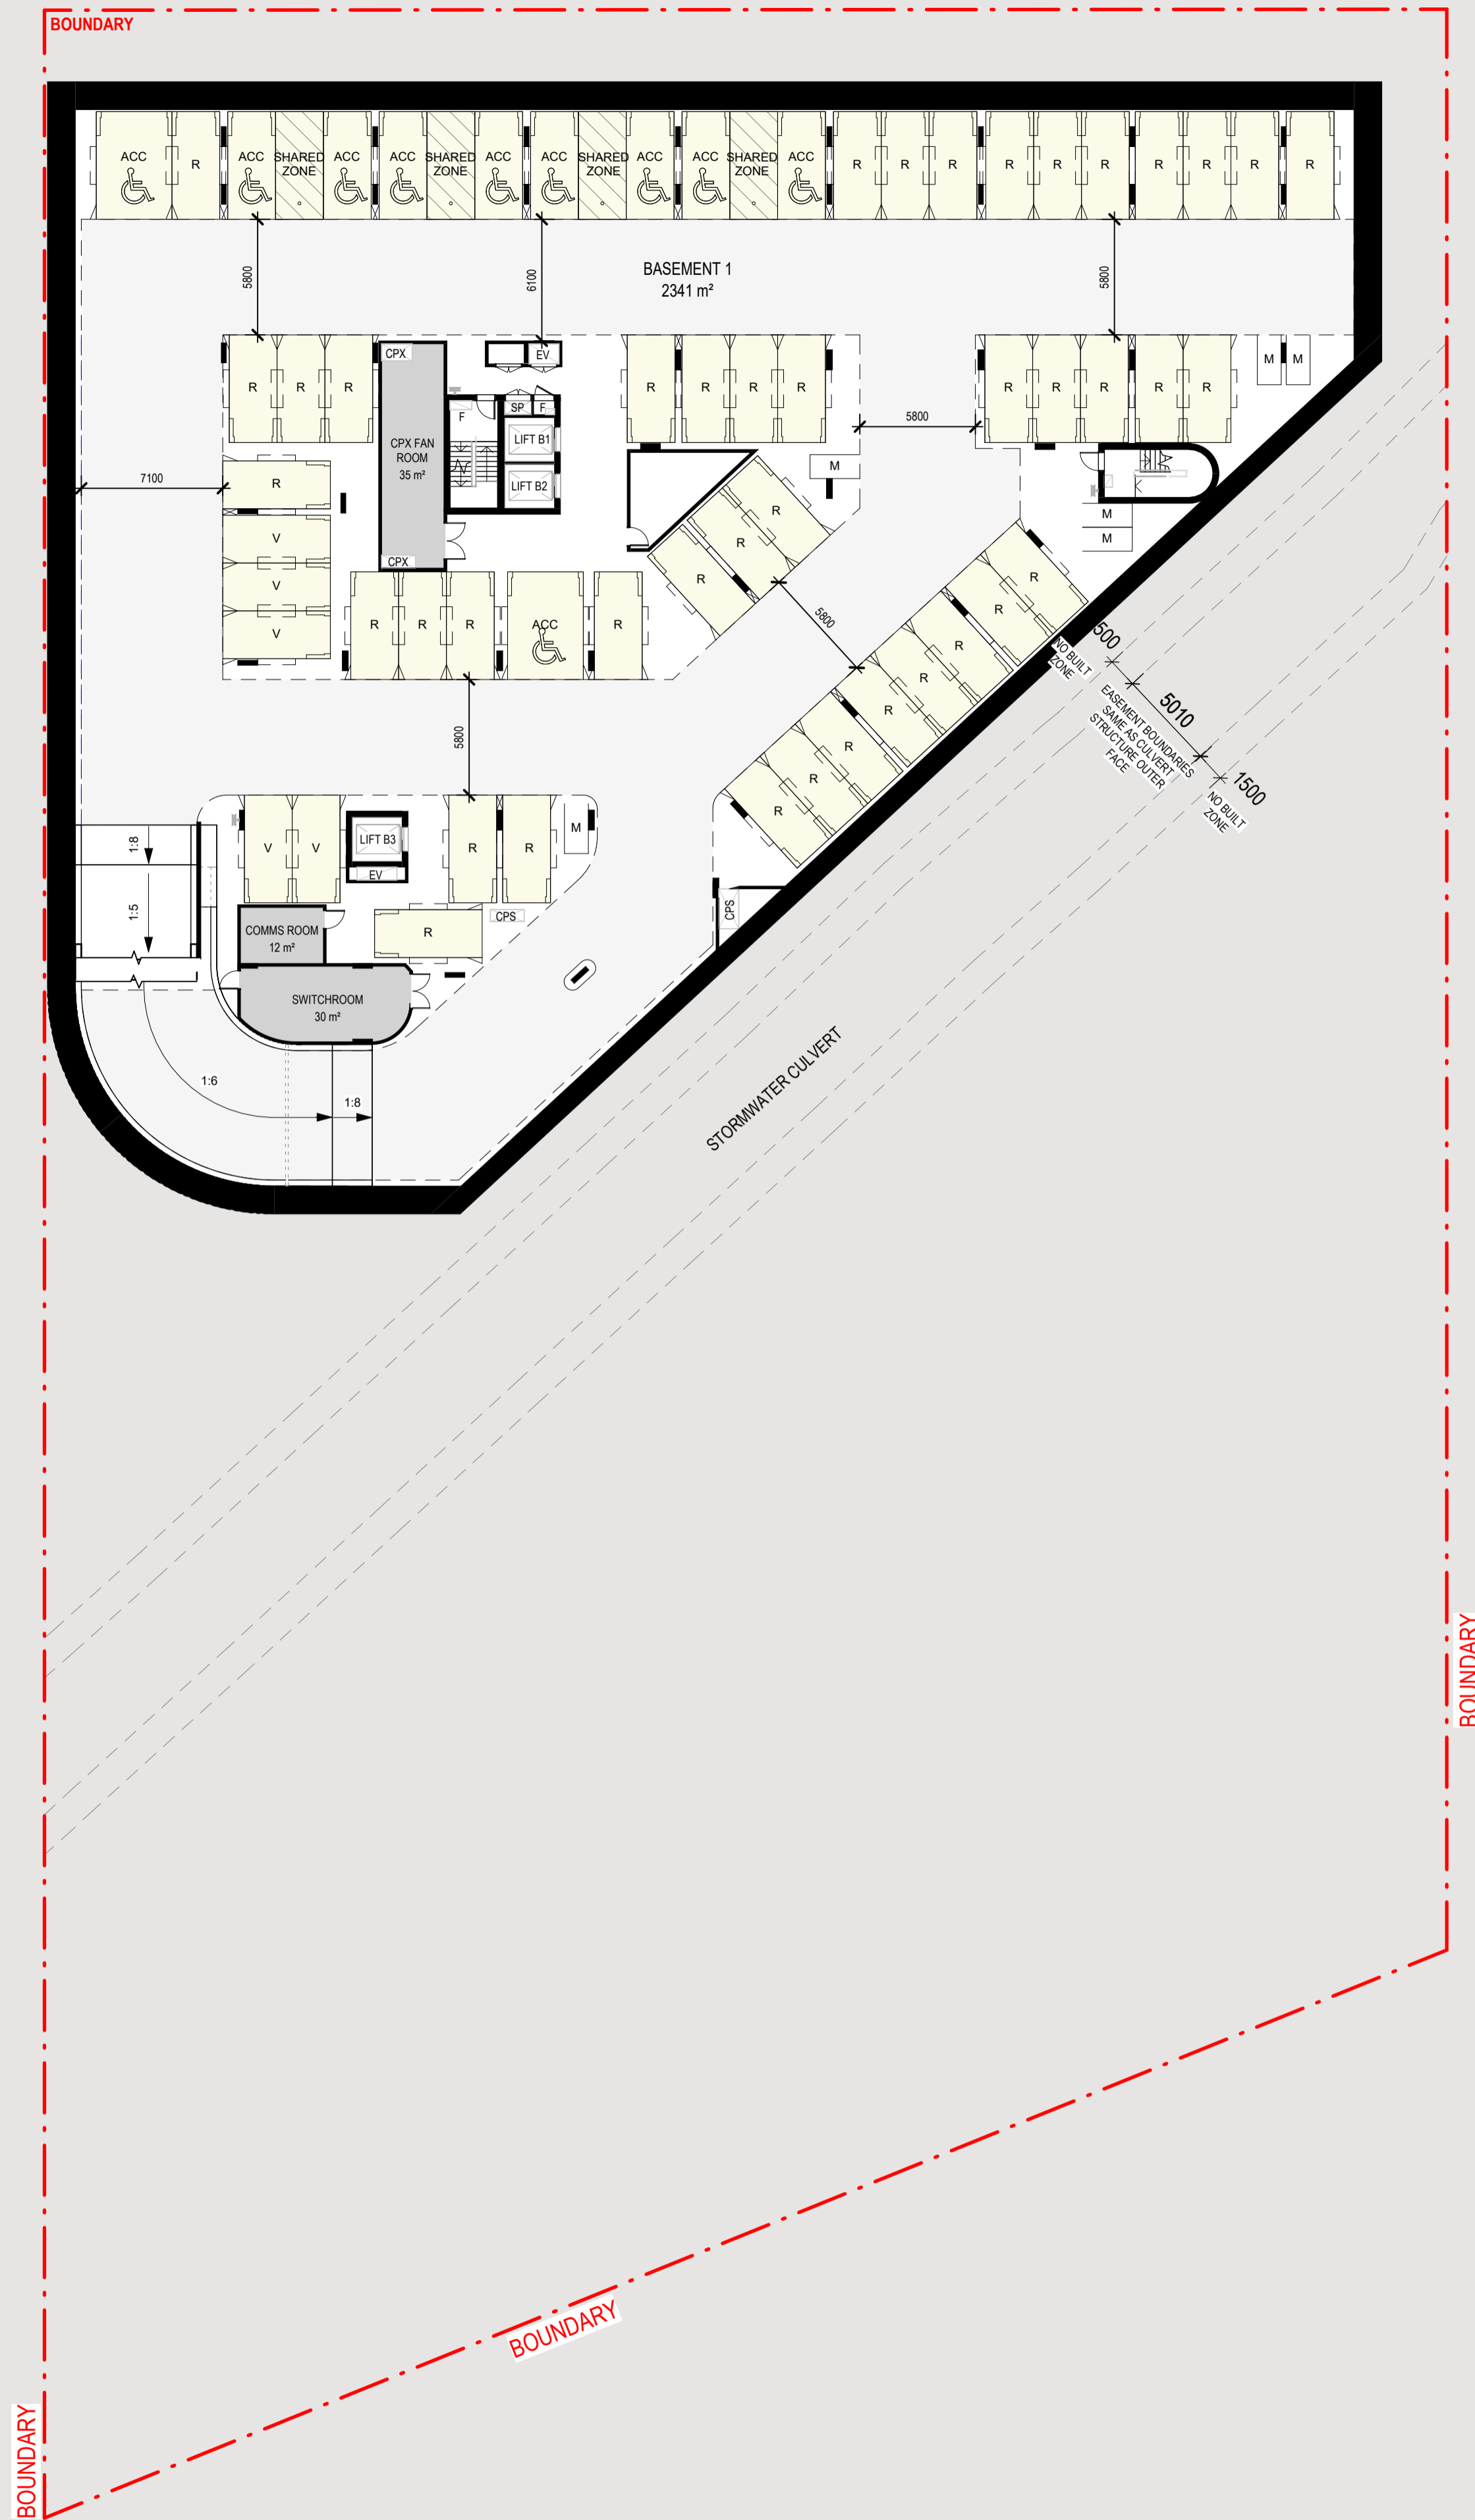 BOUNDARY
ACC
R
ACC
SHARED
ZONE
ACC
ACC
SHARED
ZONE
ACC
ACC
SHARED
ZONE
ACC
ACC
SHARED
ZONE
ACC
R
R
R
R
R
R
R
R
R
R
5800
6100
BASEMENT 1
2341 m²
5800
R
R
R
CPX
EV
R
R
R
R
R
R
R
R
R
M
M
SP
F
F
CPX FAN
ROOM
35 m²
LIFT B1
LIFT B2
5800
M
7100
R
V
V
V
CPX
R
R
R
M
M
R
R
R
ACC
R
5800
R
R
R
R
R
R
R
R
500
NO BUILT
ZONE
5010
EASEMENT BOUNDARIES
SAME AS CULVERT
STRUCTURE OUTER
FACE
1500
NO BUILT
ZONE
5800
1:8
1:5
V
V
LIFT B3
EV
R
R
M
CPS
CPS
COMMS ROOM
12 m²
R
SWITCHROOM
30 m²
1:6
1:8
STORMWATER CULVERT
BOUNDARY
BOUNDARY
BOUNDARY